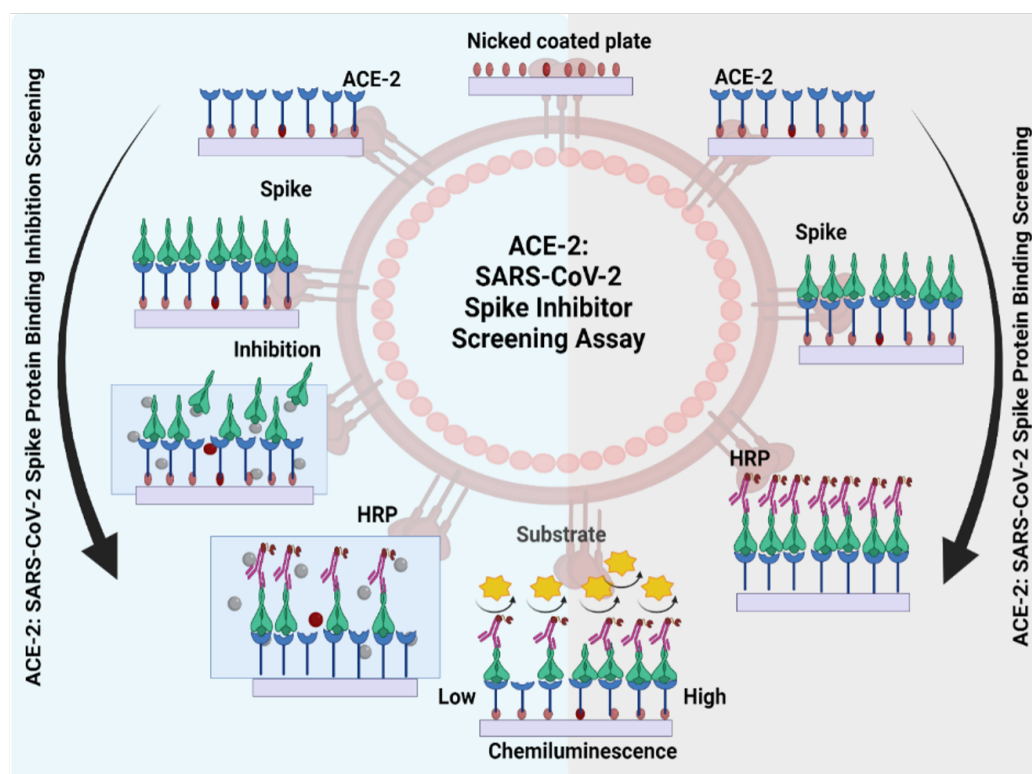 Nicked coated plate
ACE-2
ACE-2
ACE-2: SARS-CoV-2 Spike Protein Binding Inhibition Screening
ACE-2: SARS-CoV-2 Spike Protein Binding Screening
Spike
Spike
ACE-2:
SARS-CoV-2
Spike Inhibitor
Screening Assay
Inhibition
HRP
HRP
Substrate
Low
High
Chemiluminescence